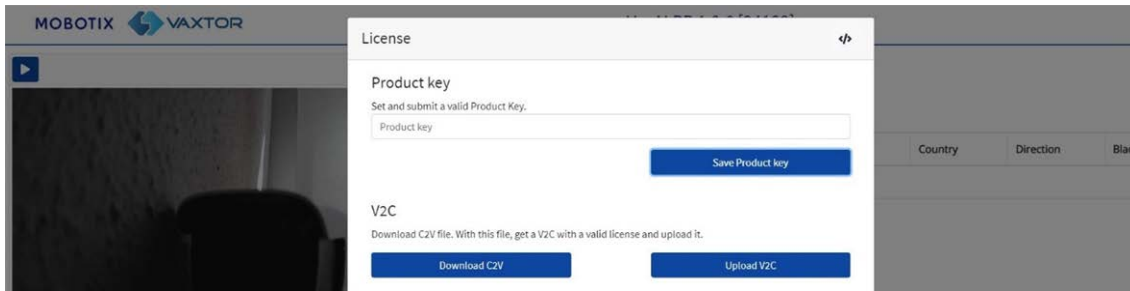 MOBOTIX VAXTOR
License
</>
Product key
Set and submit a valid Product Key.
Product key
Save Product key
Country Direction
V2C
Download C2V file. With this file, get a V2C with a valid license and upload it.
Download C2V Upload V2C